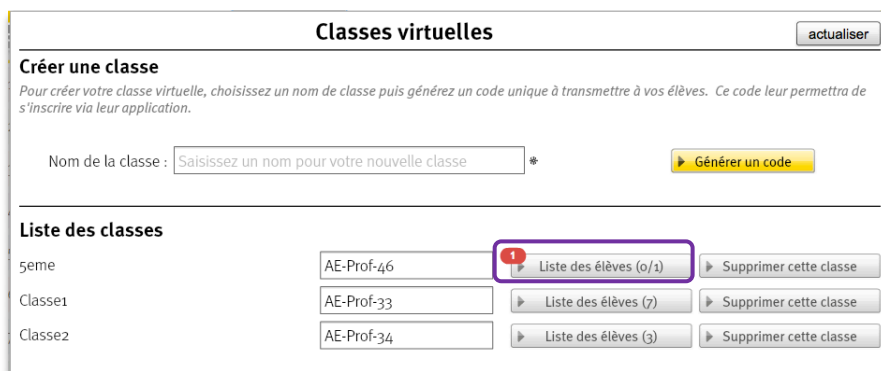 Classes virtuelles
actualiser
Créer une classe
Pour créer votre classe virtuelle, choisissez un nom de classe puis générez un code unique à transmettre à vos élèves. Ce code leur permettra de
s'inscrire via leur application.
Nom de la classe : Saisissez un nom pour votre nouvelle classe * Générer un code
Liste des classes
5eme AE-Prof-46 1 Liste des élèves (0/1) Supprimer cette classe
Classe1 AE-Prof-33 Liste des élèves (7) Supprimer cette classe
Classe2 AE-Prof-34 Liste des élèves (3) Supprimer cette classe